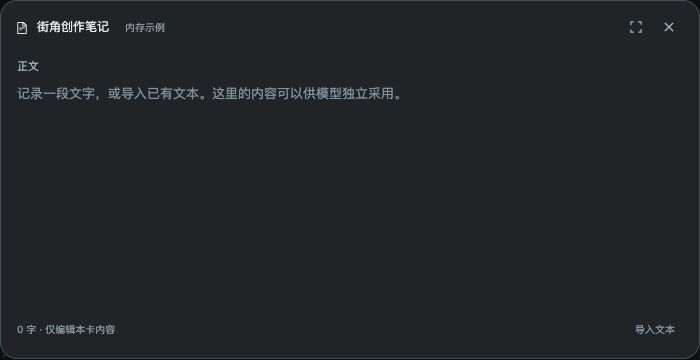 街角创作笔记 内存示例
正文
记录一段文字，或导入已有文本。这里的内容可以供模型独立采用。
0 字 · 仅编辑本卡内容 导入文本